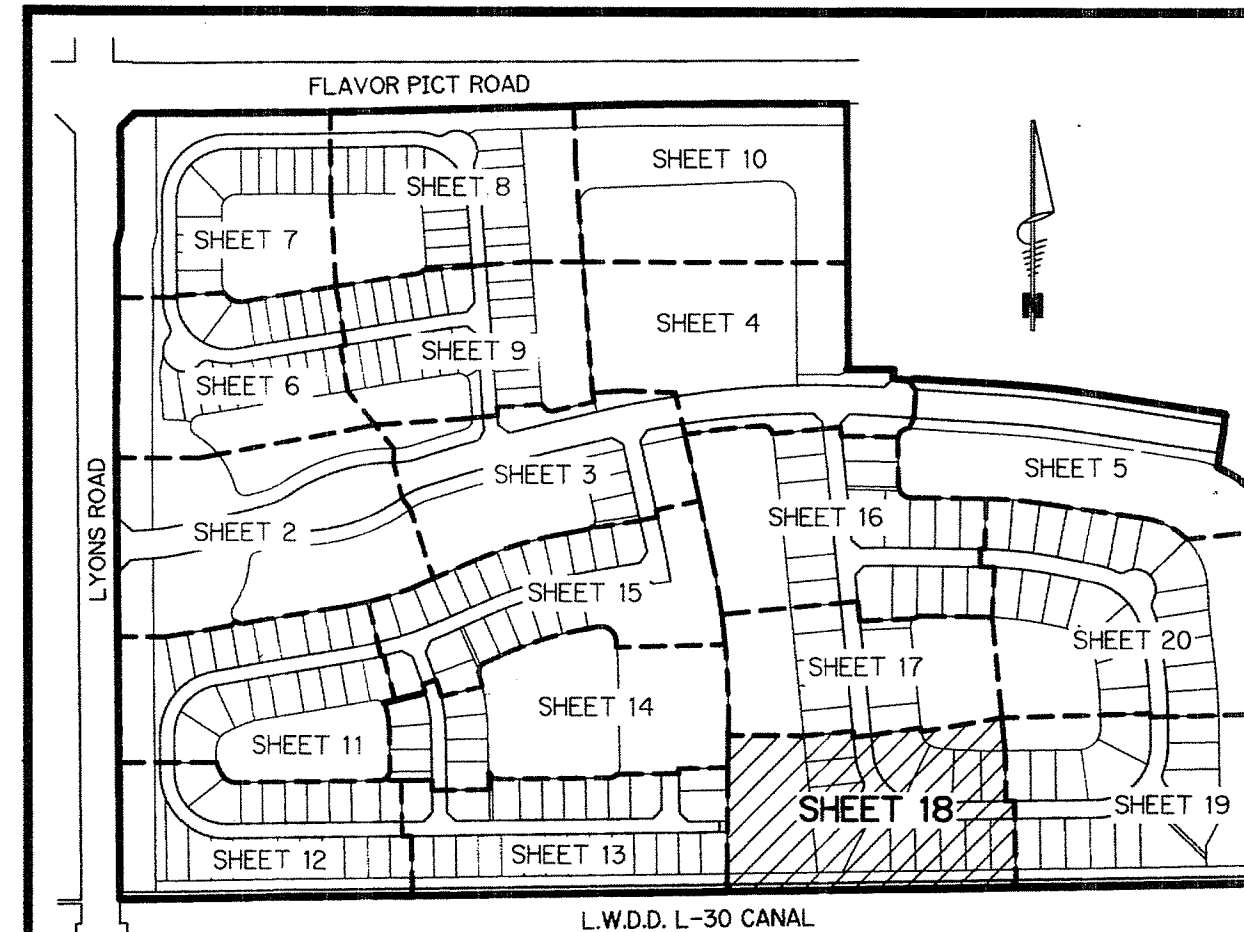 FLAVOR PICT ROAD
SHEET 10
SHEET 8
SHEET 7
N
SHEET 4
SHEET 9
SHEET 6
SHEET 5
SHEET 3
SHEET 16
SHEET 2
LYONS ROAD
SHEET 15
SHEET 20
SHEET 17
SHEET 14
SHEET 11
SHEET 18
SHEET 19
SHEET 12
SHEET 13
L.W.D.D. L-30 CANAL